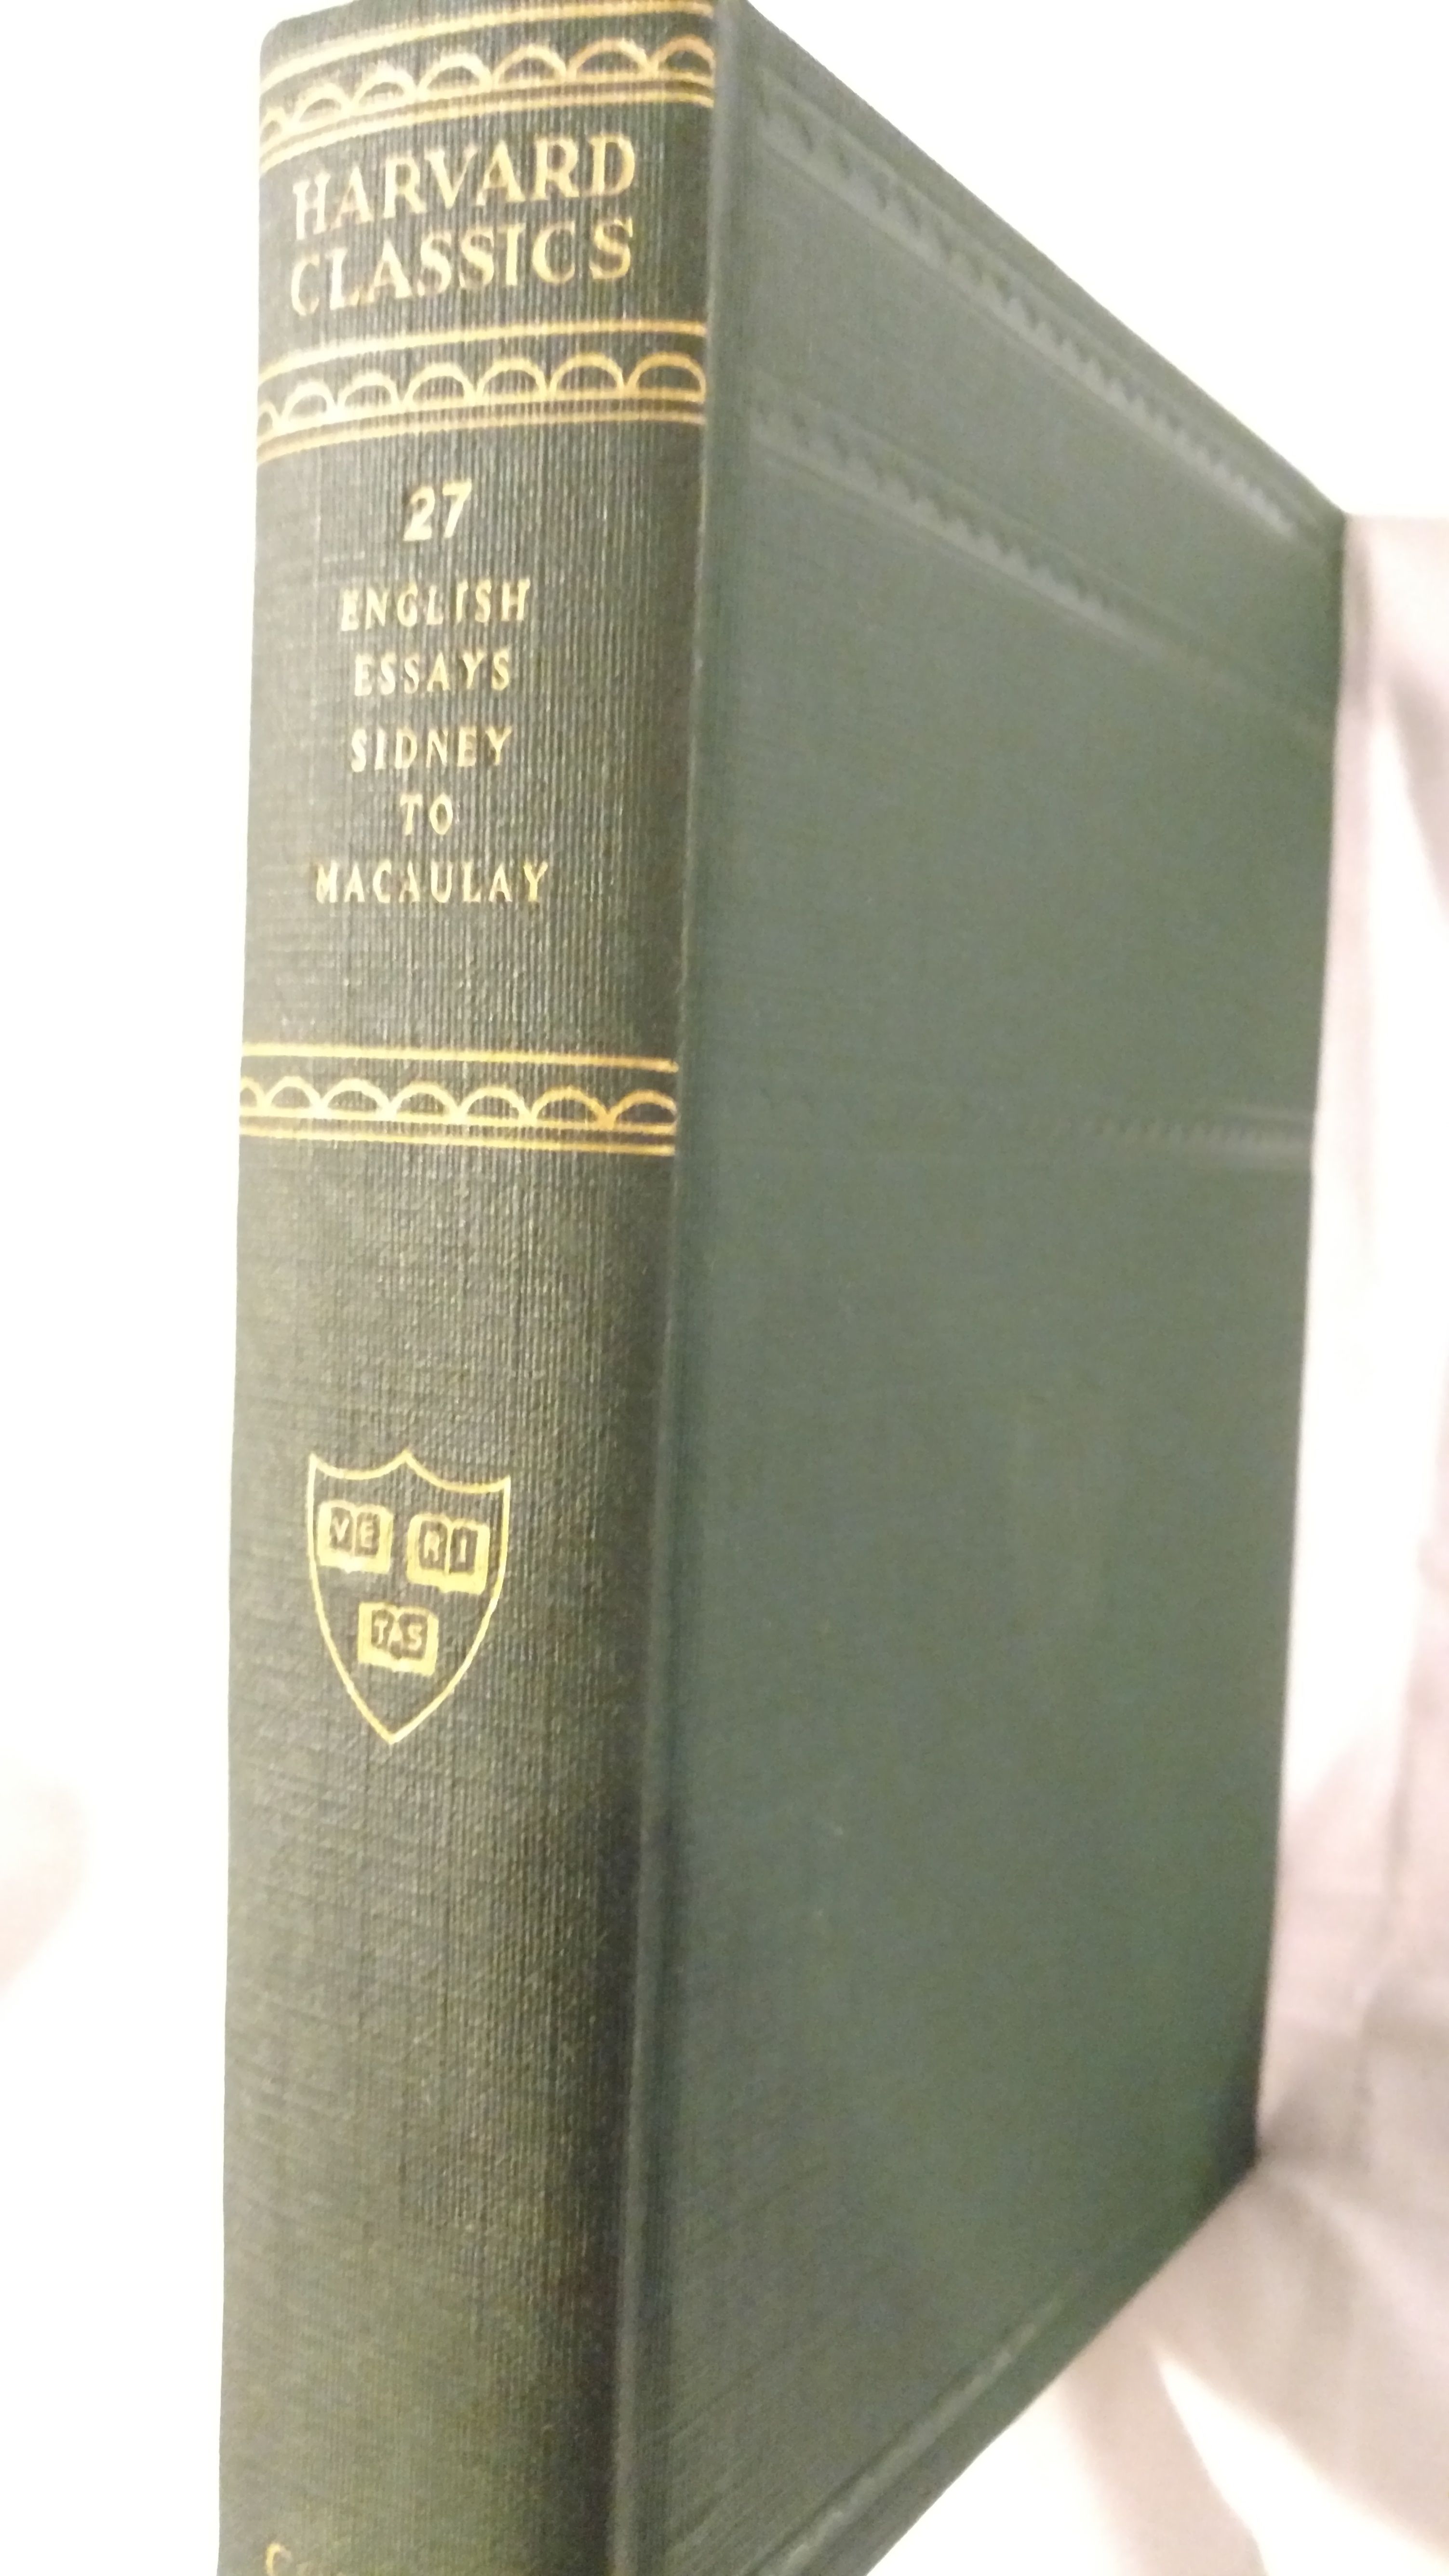 HARVARD
CLASSICS
27
ENGLISH
ESSAYS
SIDNEY
TO
MACAULAY
VE RI
TAS